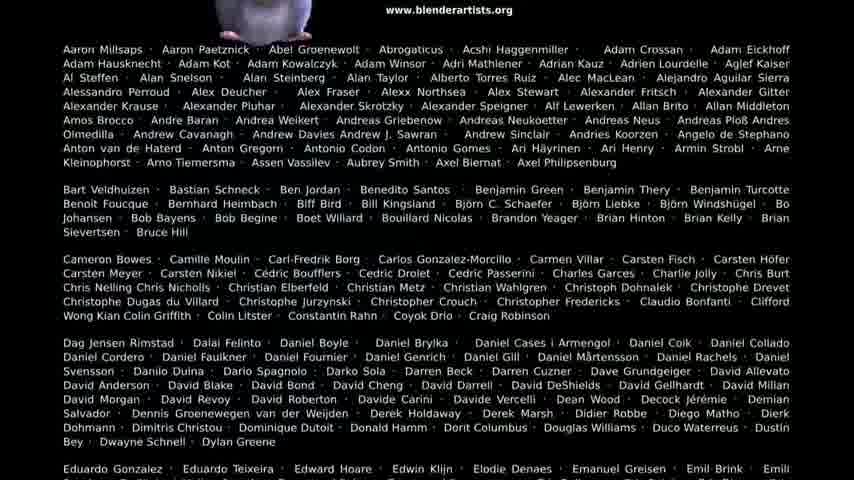 www.blenderartists.org
Aaron Millsaps · Aaron Paetznick · Abel Groenewolt · Abrogaticus · Acshi Haggenmiller · Adam Crossan · Adam Eickhoff
Adam Hausknecht · Adam Kot · Adam Kowalczyk · Adam Winsor · Adri Mathlener · Adrian Kauz · Adrien Lourdelle · Aglef Kaiser
Al Steffen · Alan Snelson · Alan Steinberg · Alan Taylor · Alberto Torres Ruiz · Alec MacLean · Alejandro Aguilar Sierra
Alessandro Perroud · Alex Deucher · Alex Fraser · Alexx Northsea · Alex Stewart · Alexander Fritsch · Alexander Gitter
Alexander Krause · Alexander Pluhar · Alexander Skrotzky · Alexander Speigner · Alf Lewerken · Allan Brito · Allan Middleton
Amos Brocco · Andre Baran · Andrea Weikert · Andreas Griebenow · Andreas Neukoetter · Andreas Neus · Andreas Ploß Andres
Olmedilla · Andrew Cavanagh · Andrew Davies Andrew J. Sawran · Andrew Sinclair · Andries Koorzen · Angelo de Stephano
Anton van de Haterd · Anton Gregorn · Antonio Codon · Antonio Gomes · Ari Häyrinen · Ari Henry · Armin Strobl · Arne
Kleinophorst · Arno Tiemersma · Assen Vassilev · Aubrey Smith · Axel Biernat · Axel Philipsenburg
Bart Veldhuizen · Bastian Schneck · Ben Jordan · Benedito Santos · Benjamin Green · Benjamin Thery · Benjamin Turcotte
Benoit Foucque · Bernhard Heimbach · Biff Bird · Bill Kingsland · Björn C. Schaefer · Björn Liebke · Björn Windshügel · Bo
Johansen · Bob Bayens · Bob Begine · Boet Willard · Bouillard Nicolas · Brandon Yeager · Brian Hinton · Brian Kelly · Brian
Sievertsen · Bruce Hill
Cameron Bowes · Camille Moulin · Carl-Fredrik Borg · Carlos Gonzalez-Morcillo · Carmen Villar · Carsten Fisch · Carsten Höfer
Carsten Meyer · Carsten Nikiel · Cédric Boufflers · Cedric Drolet · Cedric Passerini · Charles Garces · Charlie Jolly · Chris Burt
Chris Nelling Chris Nicholls · Christian Elberfeld · Christian Metz · Christian Wahlgren · Christoph Dohnalek · Christophe Drevet
Christophe Dugas du Villard · Christophe Jurzynski · Christopher Crouch · Christopher Fredericks · Claudio Bonfanti · Clifford
Wong Kian Colin Griffith · Colin Litster · Constantin Rahn · Coyok Drio · Craig Robinson
Dag Jensen Rimstad · Dalai Felinto · Daniel Boyle · Daniel Brylka · Daniel Cases i Armengol · Daniel Coik · Daniel Collado
Daniel Cordero · Daniel Faulkner · Daniel Fournier · Daniel Genrich · Daniel Gill · Daniel Mårtensson · Daniel Rachels · Daniel
Svensson · Daniio Duina · Dario Spagnolo · Darko Sola · Darren Beck · Darren Cuzner · Dave Grundgeiger · David Allevato
David Anderson · David Blake · David Bond · David Cheng · David Darrell · David DeShields · David Gellhardt · David Millan
David Morgan · David Revoy · David Roberton · Davide Carini · Davide Vercelli · Dean Wood · Decock Jérémie · Demian
Salvador · Dennis Groenewegen van der Weijden · Derek Holdaway · Derek Marsh · Didier Robbe · Diego Matho · Dierk
Dohmann · Dimitris Christou · Dominique Dutoit · Donald Hamm · Dorit Columbus · Douglas Williams · Duco Waterreus · Dustin
Bey · Dwayne Schnell · Dylan Greene
Eduardo Gonzalez · Eduardo Teixeira · Edward Hoare · Edwin Klijn · Elodie Denaes · Emanuel Greisen · Emil Brink · Emili